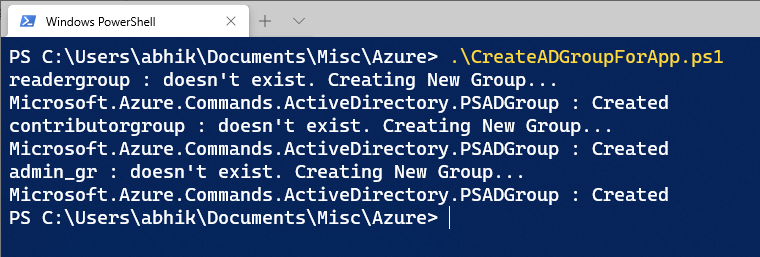 Windows PowerShell
PS C:\Users\abhik\Documents\Misc\Azure> .\CreateADGroupForApp.ps1
readergroup : doesn't exist. Creating New Group...
Microsoft.Azure.Commands.ActiveDirectory.PSADGroup : Created
contributorgroup : doesn't exist. Creating New Group...
Microsoft.Azure.Commands.ActiveDirectory.PSADGroup : Created
admin_gr : doesn't exist. Creating New Group...
Microsoft.Azure.Commands.ActiveDirectory.PSADGroup : Created
PS C:\Users\abhik\Documents\Misc\Azure>